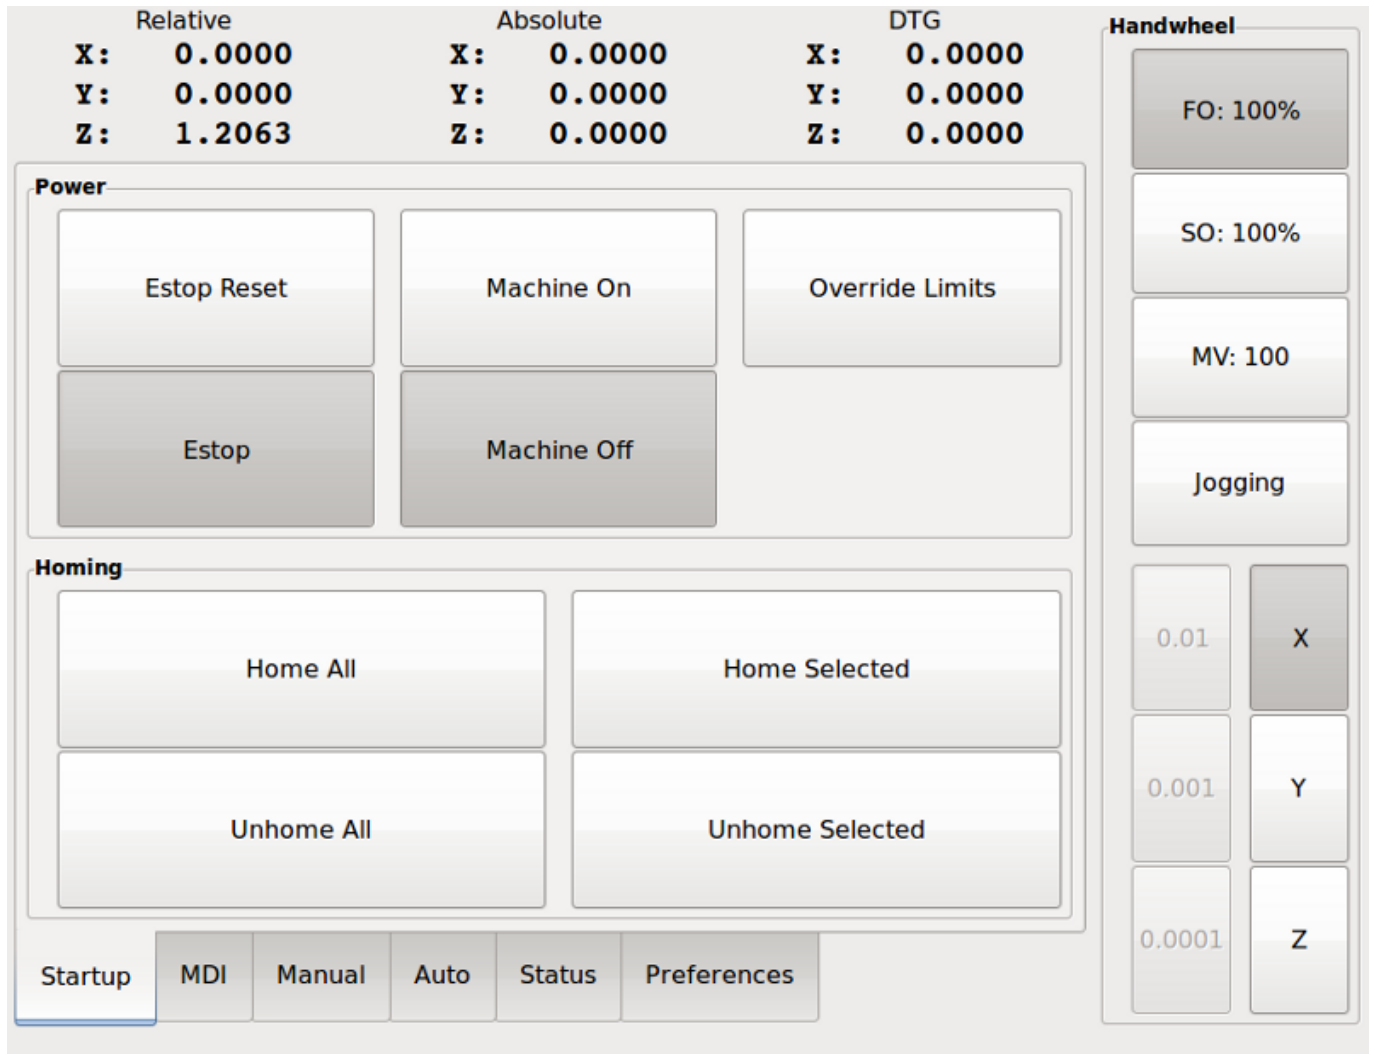 Relative Absolute DTG
X: 0.0000 X: 0.0000 X: 0.0000
Y: 0.0000 Y: 0.0000 Y: 0.0000
Z: 1.2063 Z: 0.0000 Z: 0.0000
Power
Estop Reset Machine On Override Limits
Estop Machine Off
Homing
Home All Home Selected
Unhome All Unhome Selected
Startup MDI Manual Auto Status Preferences
Handwheel
FO: 100%
SO: 100%
MV: 100
Jogging
0.01 X
0.001 Y
0.0001 Z